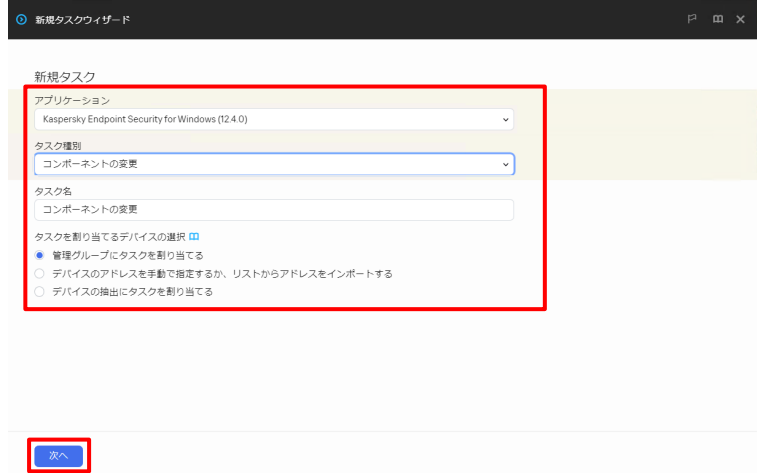 新規タスクウィザード
新規タスク
アプリケーション
Kaspersky Endpoint Security for Windows (12.4.0)
タスク種別
コンポーネントの変更
タスク名
コンポーネントの変更
タスクを割り当てるデバイスの選択
管理グループにタスクを割り当てる
デバイスのアドレスを手動で指定するか、リストからアドレスをインポートする
デバイスの抽出にタスクを割り当てる
次へ